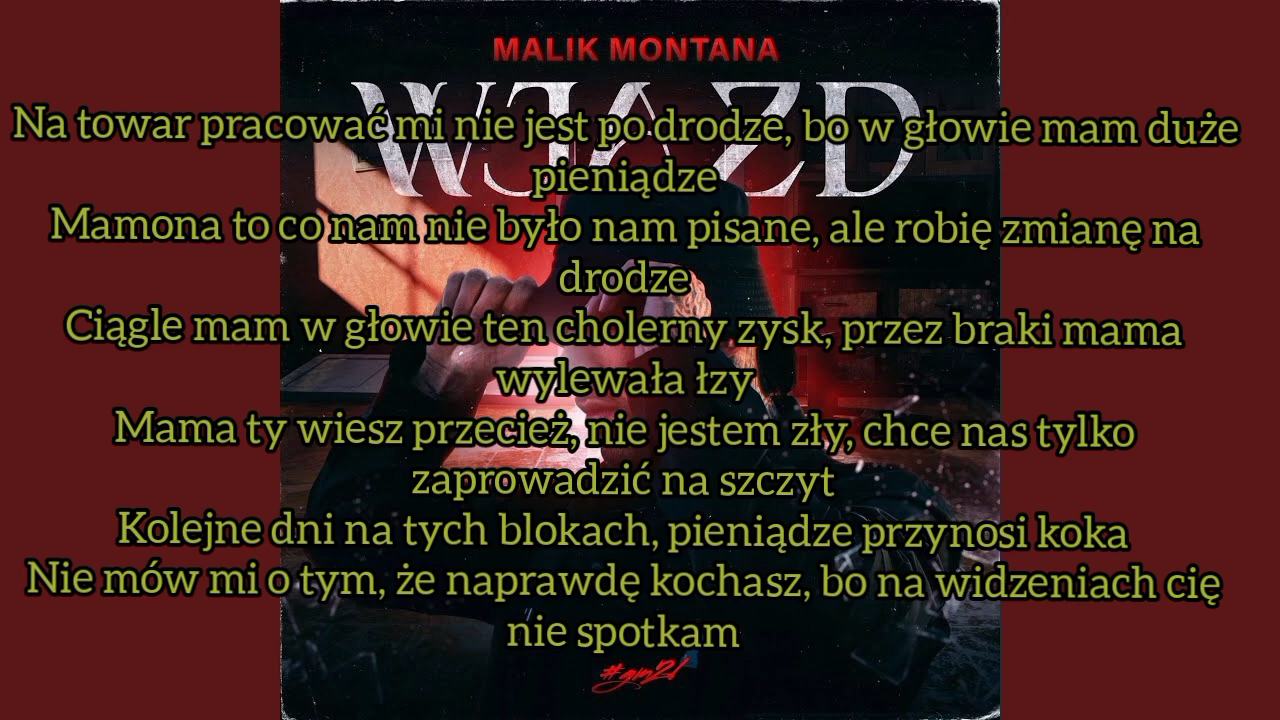 MALIK MONTANA
WJAZD
Na towar pracować mi nie jest po drodze, bo w głowie mam duże
pieniądze
Mamona to co nam nie było nam pisane, ale robię zmianę na
drodze
Ciągle mam w głowie ten cholerny zysk, przez braki mama
wylewała łzy
Mama ty wiesz przecież, nie jestem zły, chce nas tylko
zaprowadzić na szczyt
Kolejne dni na tych blokach, pieniądze przynosi koka
Nie mów mi o tym, że naprawdę kochasz, bo na widzeniach cię
nie spotkam
#gm2l